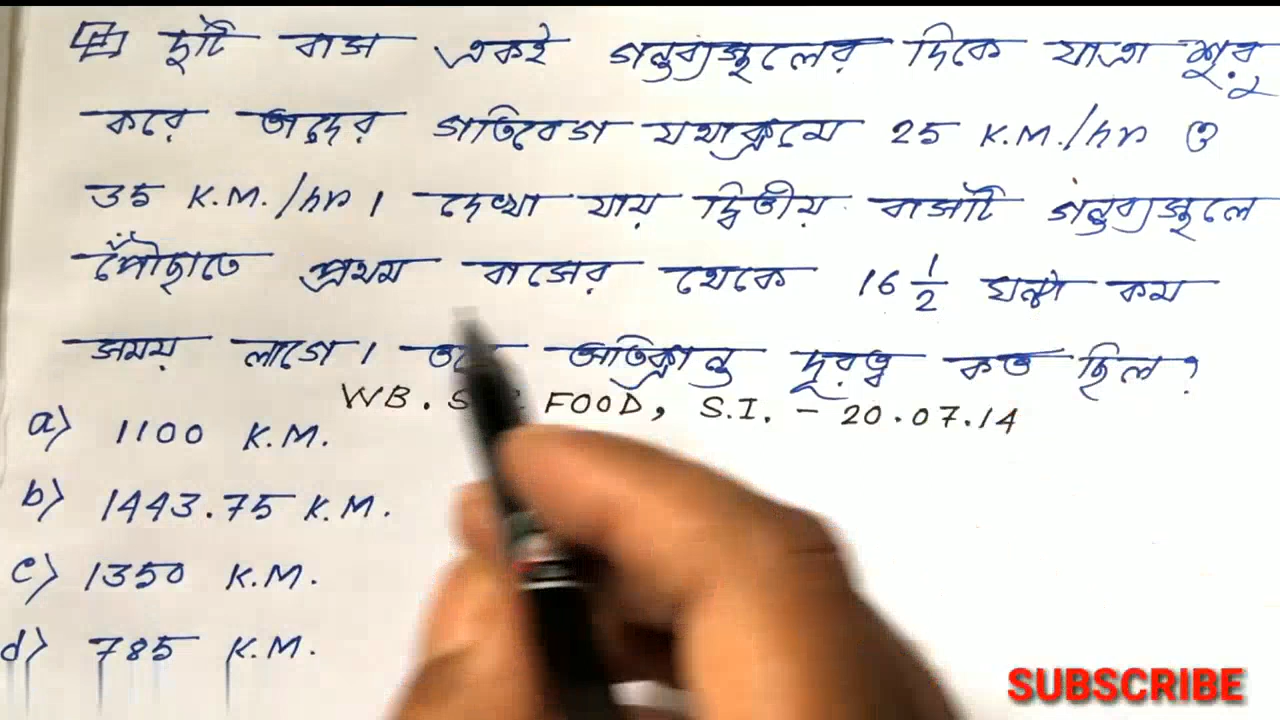 দুটি বাস একই গন্তব্যস্থলের দিকে যাত্রা শুরু
করে তাদের গতিবেগ যথাক্রমে 25 K.M./hr ও
35 K.M./hr। দেখা যায় দ্বিতীয় বাসটি গন্তব্যস্থলে
পৌঁছাতে প্রথম বাসের থেকে 16 1/2 ঘন্টা কম
সময় লাগে। অতিক্রান্ত দূরত্ব কত ছিল?
WB. FOOD, S.I. - 20.07.14
a) 1100 K.M.
b) 1443.75 K.M.
c) 1350 K.M.
d) 785 K.M.
SUBSCRIBE